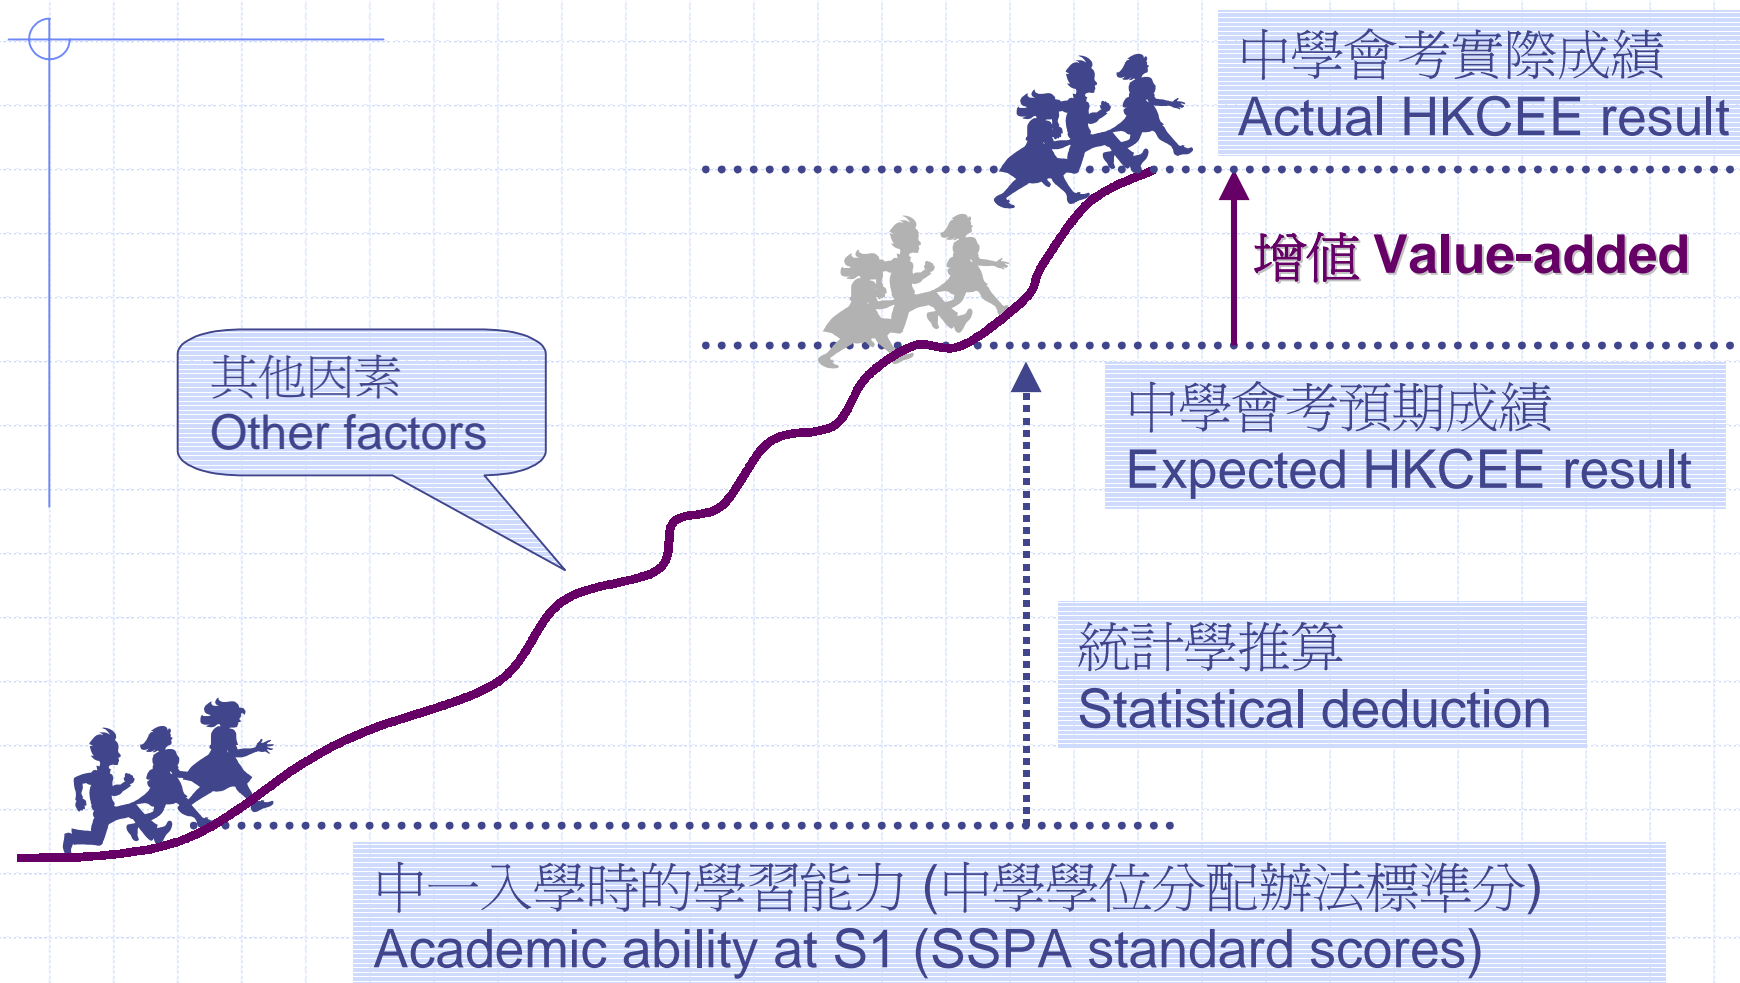 中學會考實際成績
Actual HKCEE result
增值 Value-added
其他因素
Other factors
中學會考預期成績
Expected HKCEE result
統計學推算
Statistical deduction
中一入學時的學習能力 (中學學位分配辦法標準分)
Academic ability at S1 (SSPA standard scores)